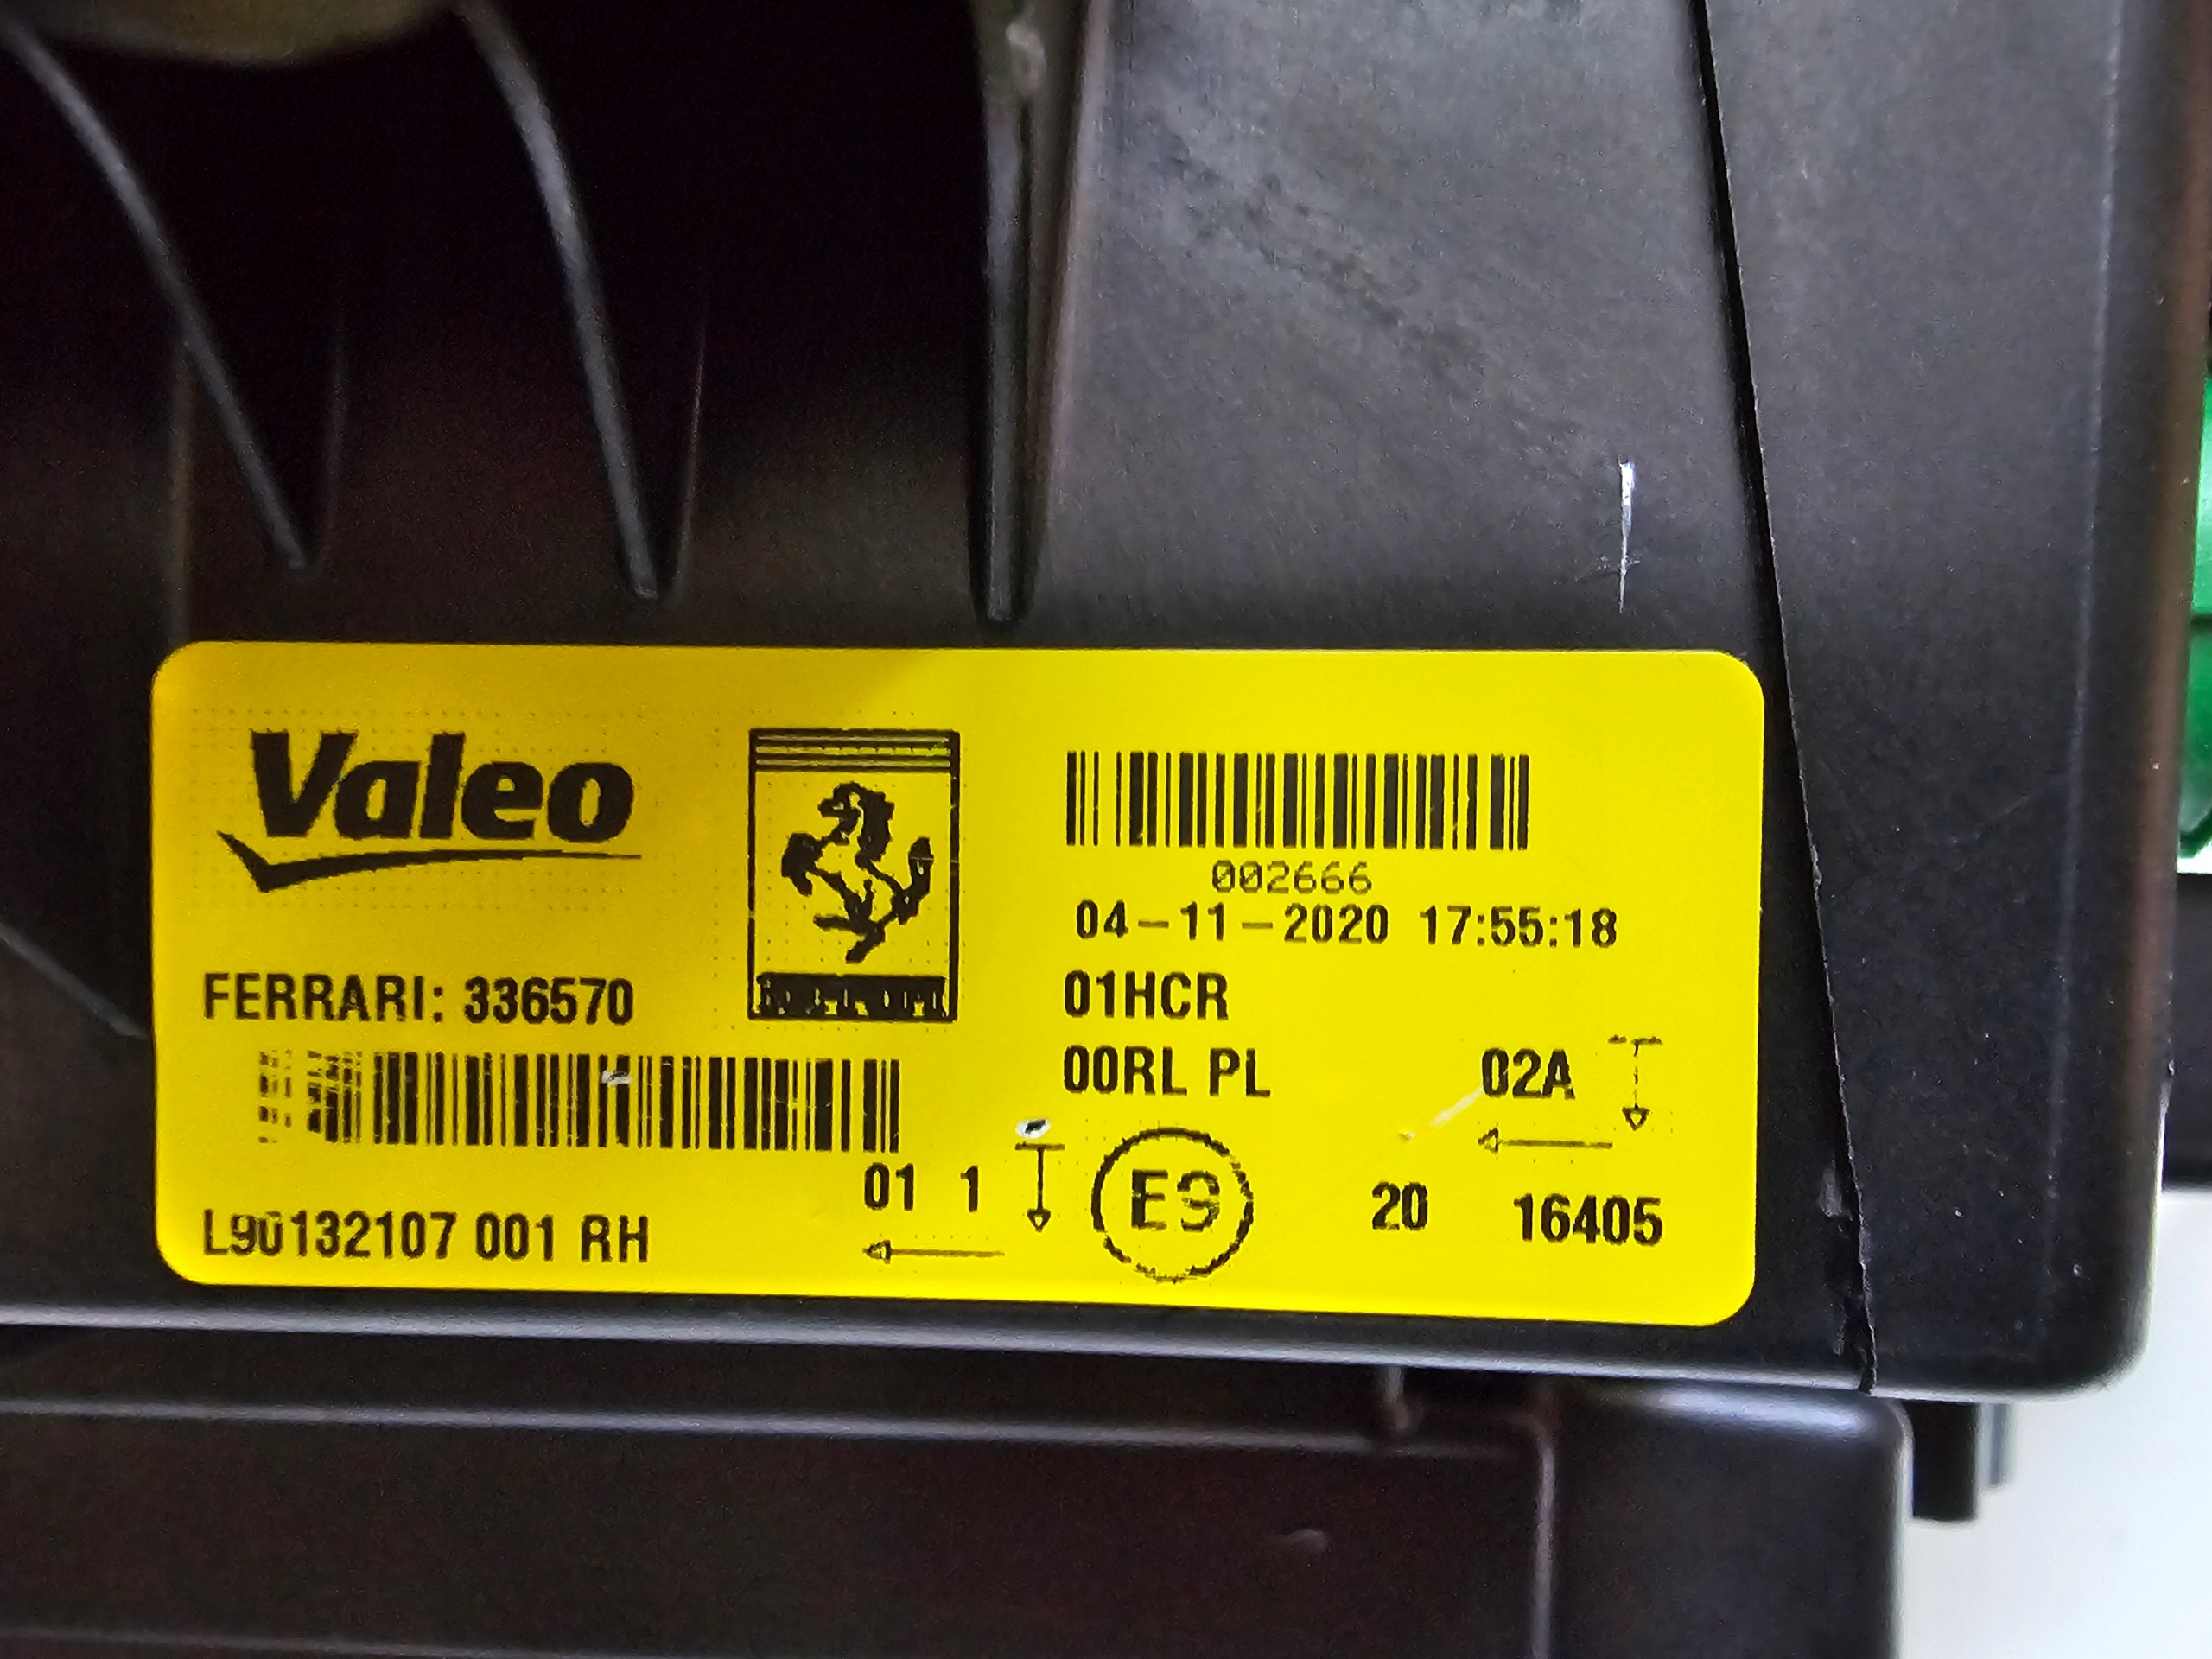 Valeo
FERRARI: 336570
L90132107 001 RH
002666
04-11-2020 17:55:18
01HCR
00RL PL
02A
01 1
E9
20 16405